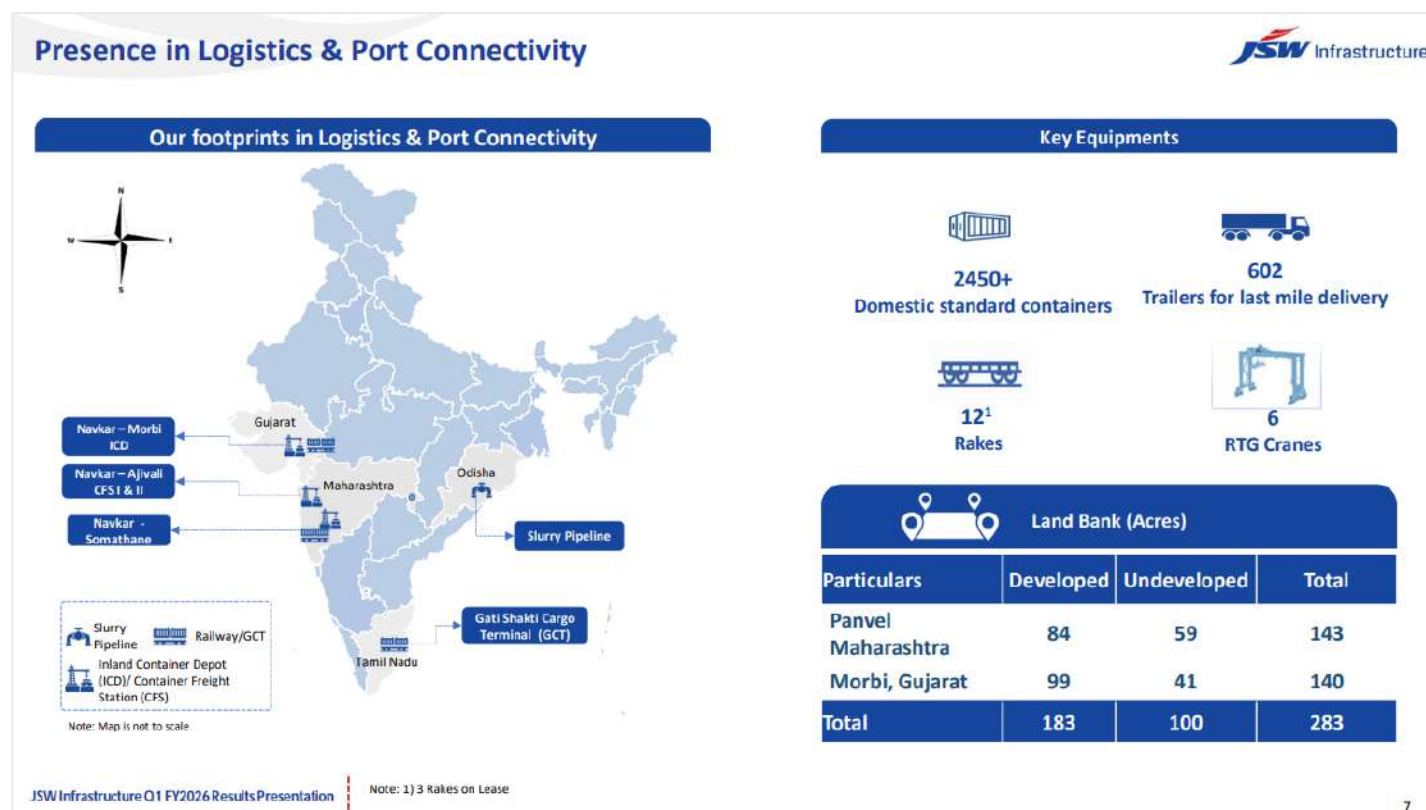 Presence in Logistics & Port Connectivity
JSW Infrastructure
Our footprints in Logistics & Port Connectivity
N
W
E
S
Gujarat
Navkar – Morbi
ICD
Navkar – Ajivali
CFS I & II
Maharashtra
Odisha
Navkar -
Somathane
Slurry Pipeline
Gati Shakti Cargo
Terminal (GCT)
Tamil Nadu
Slurry
Pipeline
Railway/GCT
Inland Container Depot
(ICD)/ Container Freight
Station (CFS)
Note: Map is not to scale
Key Equipments
2450+
Domestic standard containers
602
Trailers for last mile delivery
12¹
Rakes
6
RTG Cranes
Land Bank (Acres)
Particulars Developed Undeveloped Total
Panvel
Maharashtra 84 59 143
Morbi, Gujarat 99 41 140
Total 183 100 283
JSW Infrastructure Q1 FY2026 Results Presentation
Note: 1) 3 Rakes on Lease
7